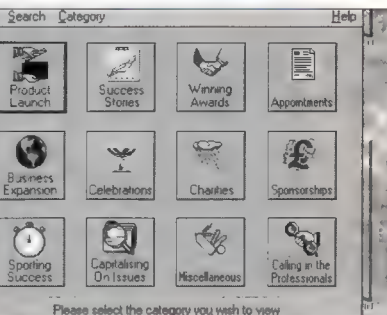 Search Category Help
Product
Launch
Success
Stories
Winning
Awards
Appointments
Business
Expansion
Celebrations
Charities
Sponsorships
Sporting
Success
Capitalising
On Issues
Miscellaneous
Calling in the
Professionals
Please select the category you wish to view